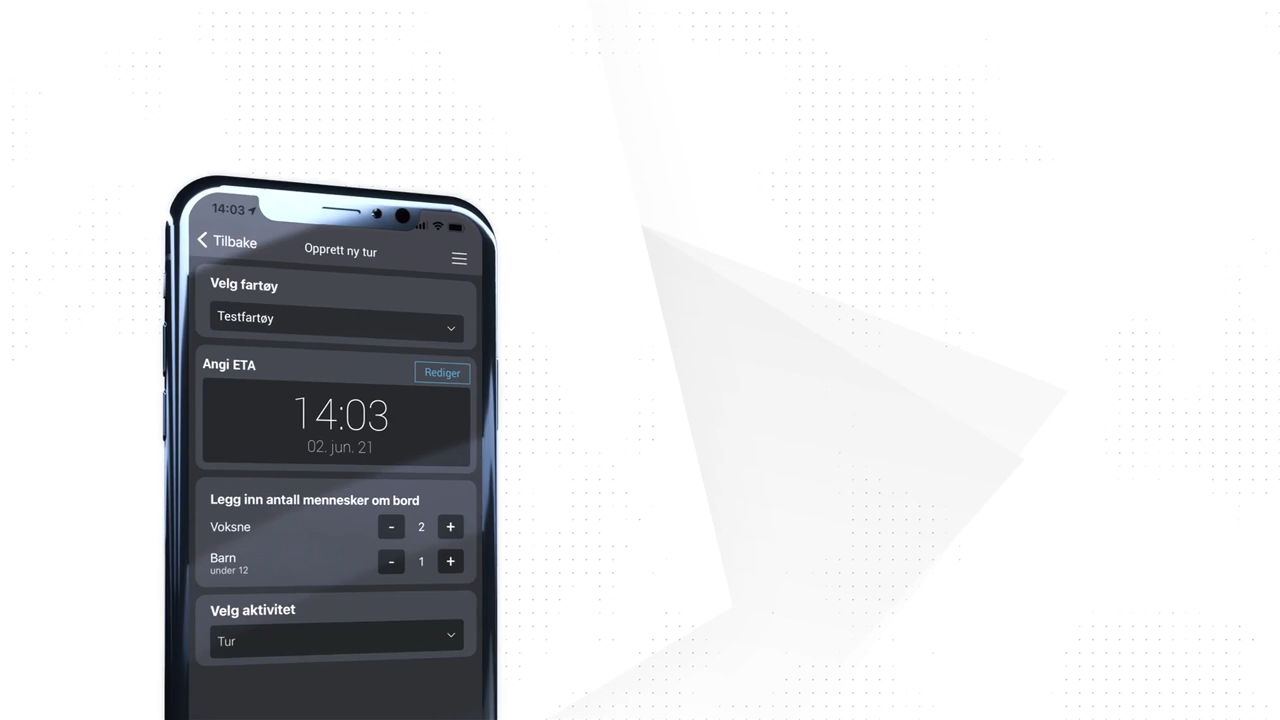 14:03
Tilbake
Opprett ny tur
Velg fartøy
Testfartøy
Angi ETA
Rediger
14:03
02. jun. 21
Legg inn antall mennesker om bord
Voksne - 2 +
Barn - 1 +
under 12
Velg aktivitet
Tur